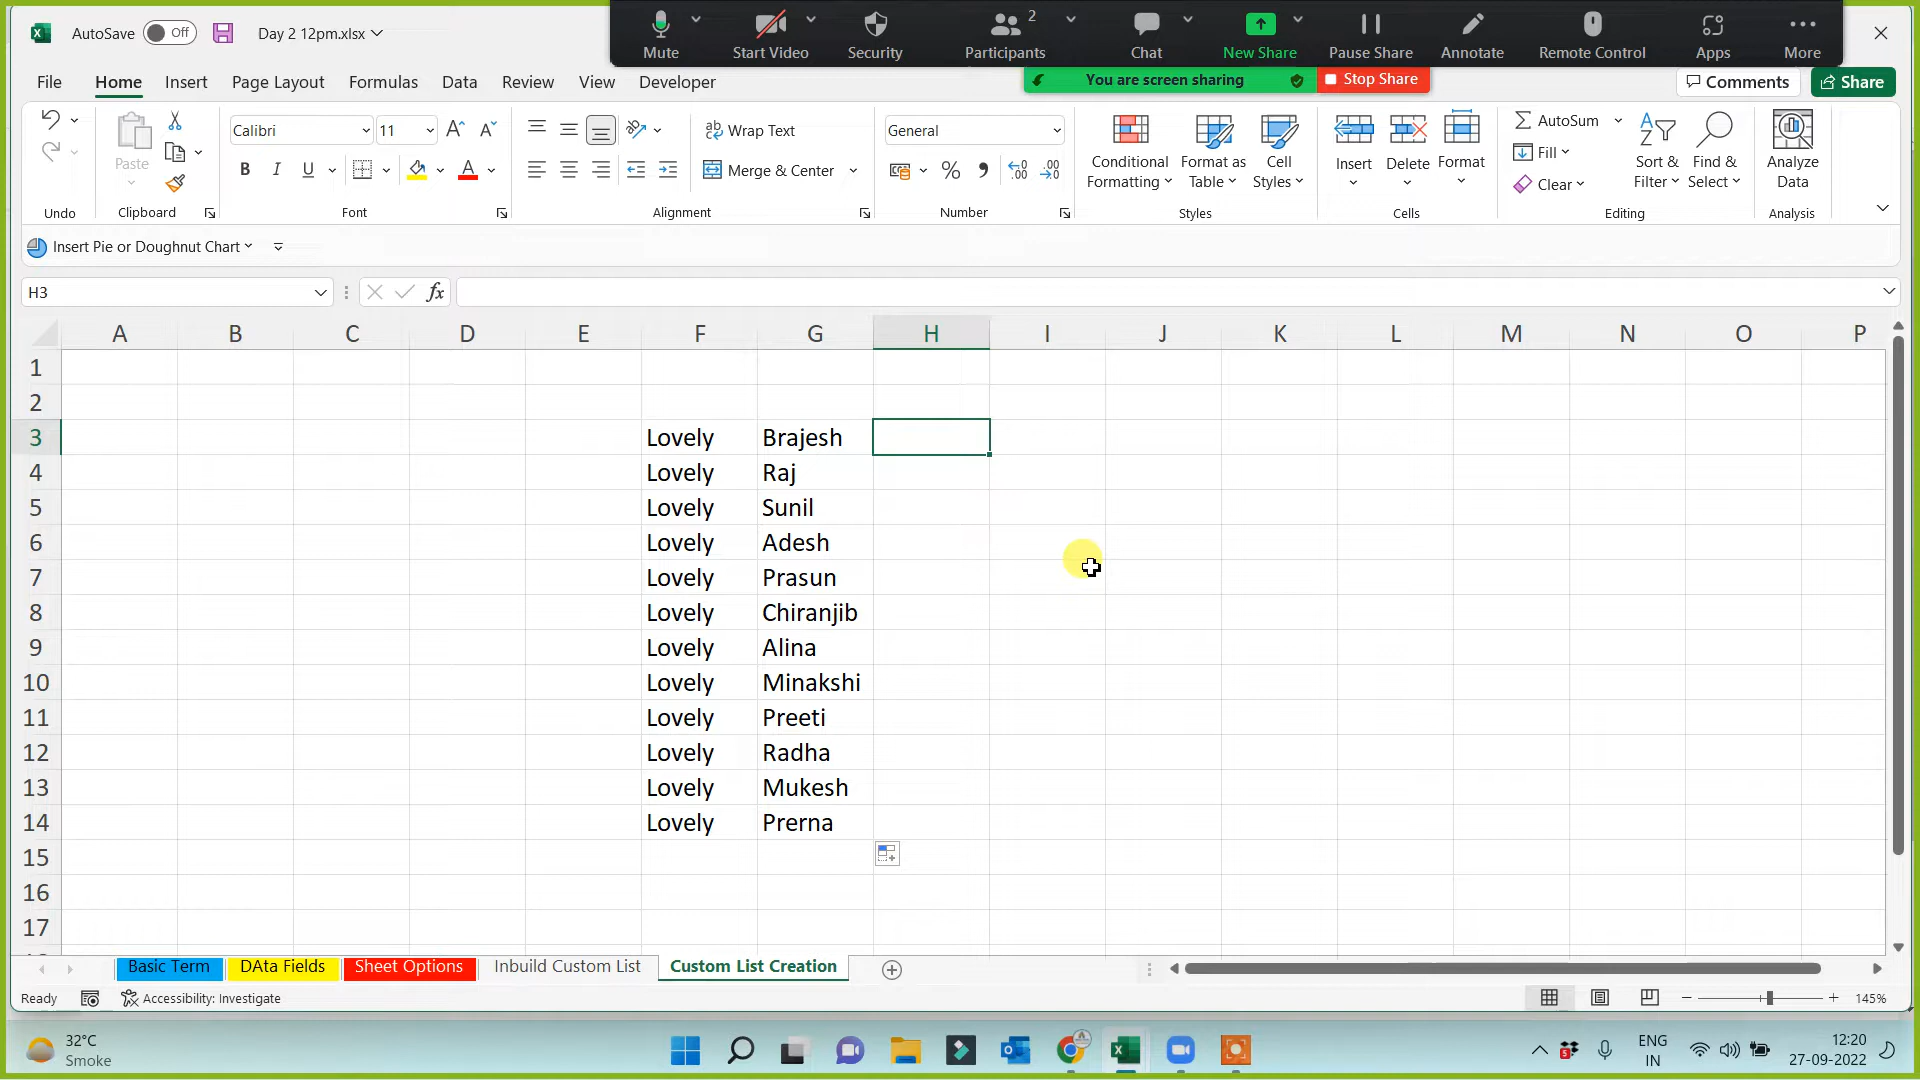 AutoSave Off Day 2 12pm.xlsx
Mute Start Video Security Participants 2 Chat New Share Pause Share Annotate Remote Control Apps More
You are screen sharing Stop Share
File Home Insert Page Layout Formulas Data Review View Developer Comments Share
Paste
Calibri 11
B I U A
Wrap Text
Merge & Center
General
Conditional Formatting
Format as Table
Cell Styles
Insert Delete Format
AutoSum
Fill
Clear
Sort & Filter
Find & Select
Analyze Data
Undo Clipboard Font Alignment Number Styles Cells Editing Analysis
Insert Pie or Doughnut Chart
H3 fx
A B C D E F G H I J K L M N O P
1
2
3 Lovely Brajesh
4 Lovely Raj
5 Lovely Sunil
6 Lovely Adesh
7 Lovely Prasun
8 Lovely Chiranjib
9 Lovely Alina
10 Lovely Minakshi
11 Lovely Preeti
12 Lovely Radha
13 Lovely Mukesh
14 Lovely Prerna
15
16
17
Basic Term DAta Fields Sheet Options Inbuild Custom List Custom List Creation
Ready Accessibility: Investigate 145%
32°C
Smoke
ENG
IN
12:20
27-09-2022